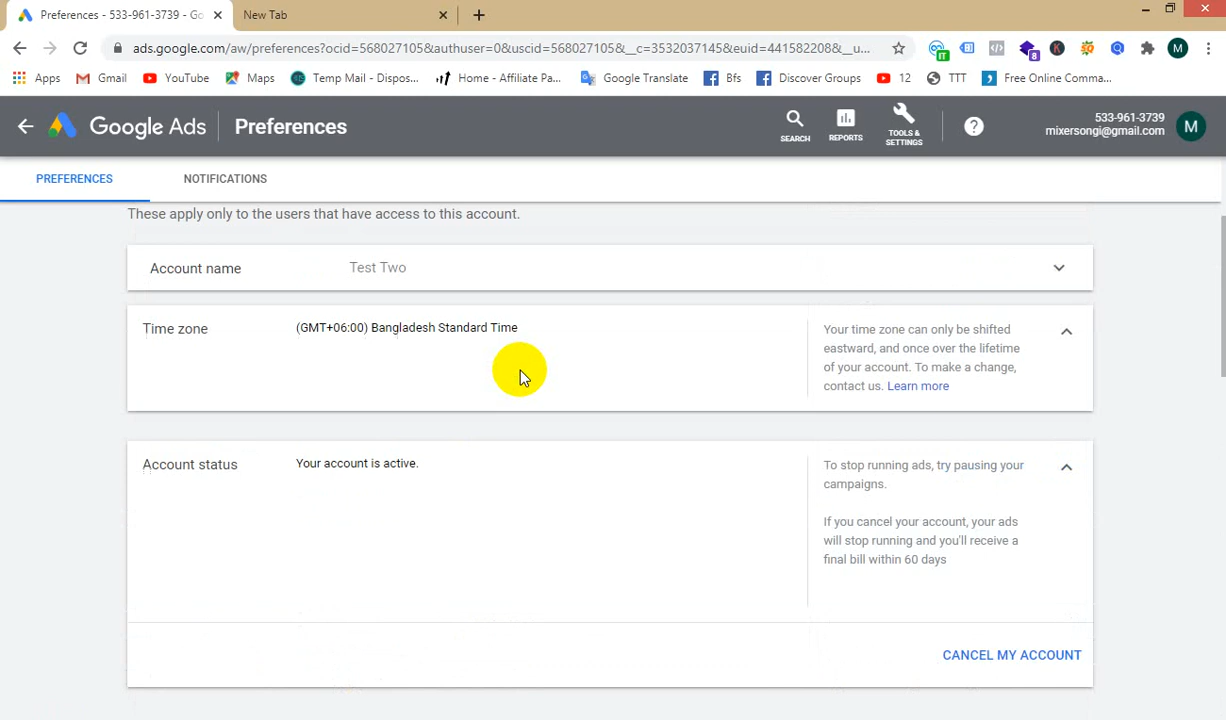 Preferences - 533-961-3739 - Go
New Tab
ads.google.com/aw/preferences?ocid=568027105&authuser=0&uscid=568027105&__c=3532037145&euid=441582208&__u...
M
Apps
Gmail
YouTube
Maps
Temp Mail - Dispos...
Home - Affiliate Pa...
Google Translate
Bfs
Discover Groups
12
TTT
Free Online Comma...
Google Ads
Preferences
SEARCH
REPORTS
TOOLS &
SETTINGS
533-961-3739
mixersongi@gmail.com
M
PREFERENCES
NOTIFICATIONS
These apply only to the users that have access to this account.
Account name
Test Two
Time zone
(GMT+06:00) Bangladesh Standard Time
Your time zone can only be shifted
eastward, and once over the lifetime
of your account. To make a change,
contact us. Learn more
Account status
Your account is active.
To stop running ads, try pausing your
campaigns.
If you cancel your account, your ads
will stop running and you'll receive a
final bill within 60 days
CANCEL MY ACCOUNT